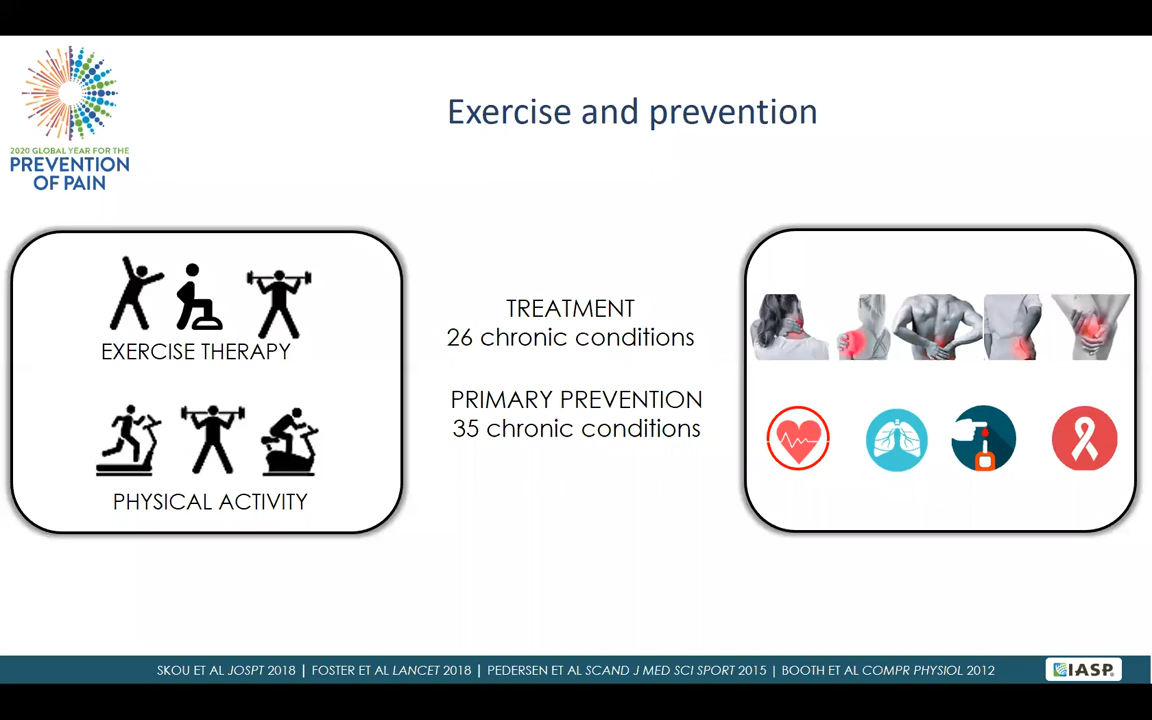 Exercise and prevention
2020 GLOBAL YEAR FOR THE
PREVENTION
OF PAIN
EXERCISE THERAPY
PHYSICAL ACTIVITY
TREATMENT
26 chronic conditions
PRIMARY PREVENTION
35 chronic conditions
SKOU ET AL JOSPT 2018 | FOSTER ET AL LANCET 2018 | PEDERSEN ET AL SCAND J MED SCI SPORT 2015 | BOOTH ET AL COMPR PHYSIOL 2012
IASP